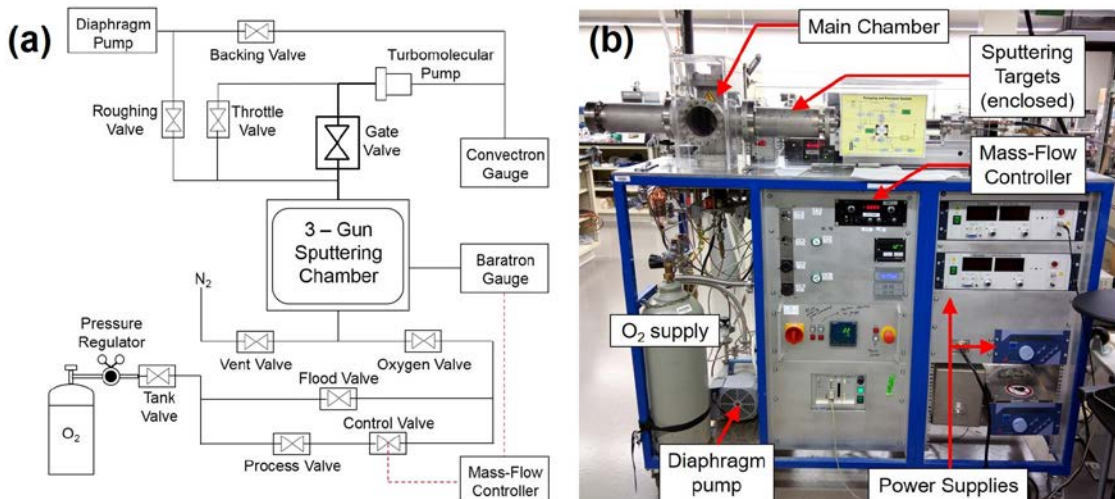 (a)
Diaphragm
Pump
Backing Valve
Turbomolecular
Pump
Roughing
Valve
Throttle
Valve
Gate
Valve
Convectron
Gauge
3 – Gun
Sputtering
Chamber
Baratron
Gauge
N₂
Pressure
Regulator
Vent Valve
Oxygen Valve
Tank
Valve
Flood Valve
O₂
Control Valve
Process Valve
Mass-Flow
Controller
(b)
Main Chamber
Sputtering
Targets
(enclosed)
Mass-Flow
Controller
O₂ supply
Diaphragm
pump
Power Supplies